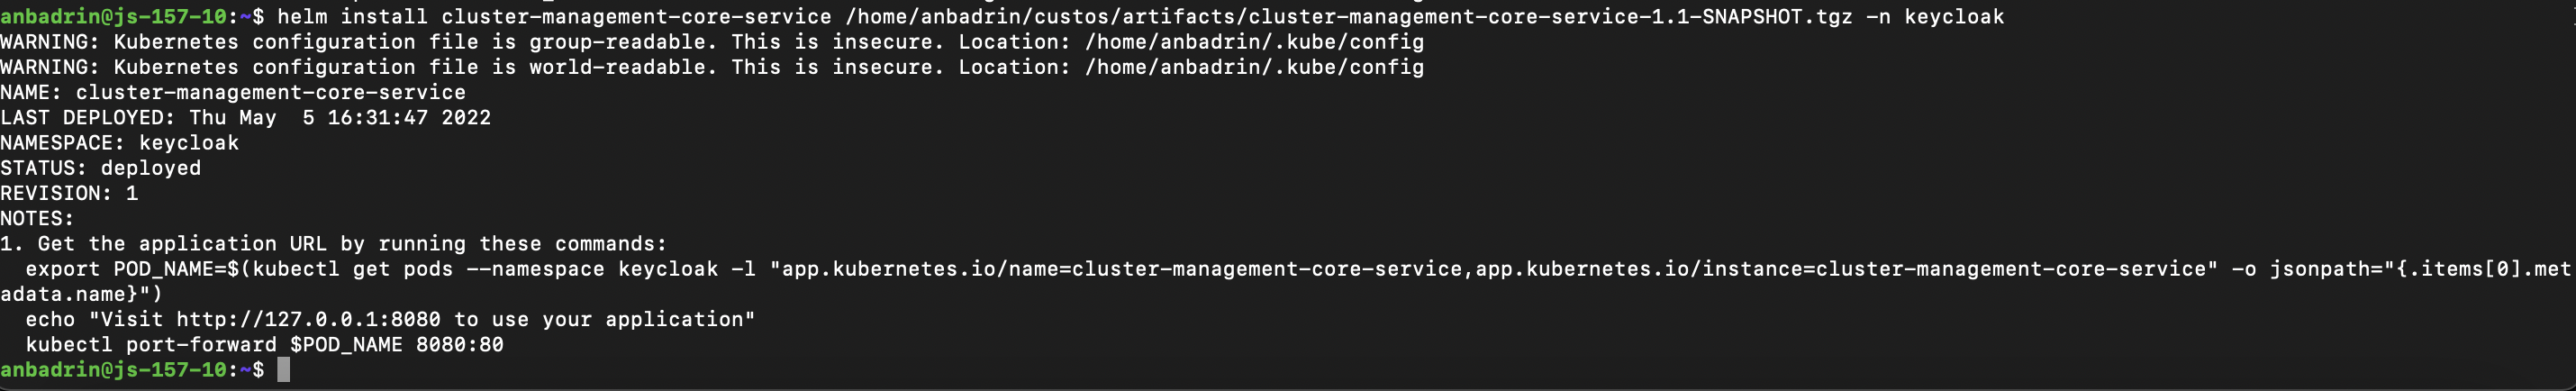 anbadrin@js-157-10:~$ helm install cluster-management-core-service /home/anbadrin/custos/artifacts/cluster-management-core-service-1.1-SNAPSHOT.tgz -n keycloak
WARNING: Kubernetes configuration file is group-readable. This is insecure. Location: /home/anbadrin/.kube/config
WARNING: Kubernetes configuration file is world-readable. This is insecure. Location: /home/anbadrin/.kube/config
NAME: cluster-management-core-service
LAST DEPLOYED: Thu May  5 16:31:47 2022
NAMESPACE: keycloak
STATUS: deployed
REVISION: 1
NOTES:
1. Get the application URL by running these commands:
  export POD_NAME=$(kubectl get pods --namespace keycloak -l "app.kubernetes.io/name=cluster-management-core-service,app.kubernetes.io/instance=cluster-management-core-service" -o jsonpath="{.items[0].met
adata.name}")
  echo "Visit http://127.0.0.1:8080 to use your application"
  kubectl port-forward $POD_NAME 8080:80
anbadrin@js-157-10:~$